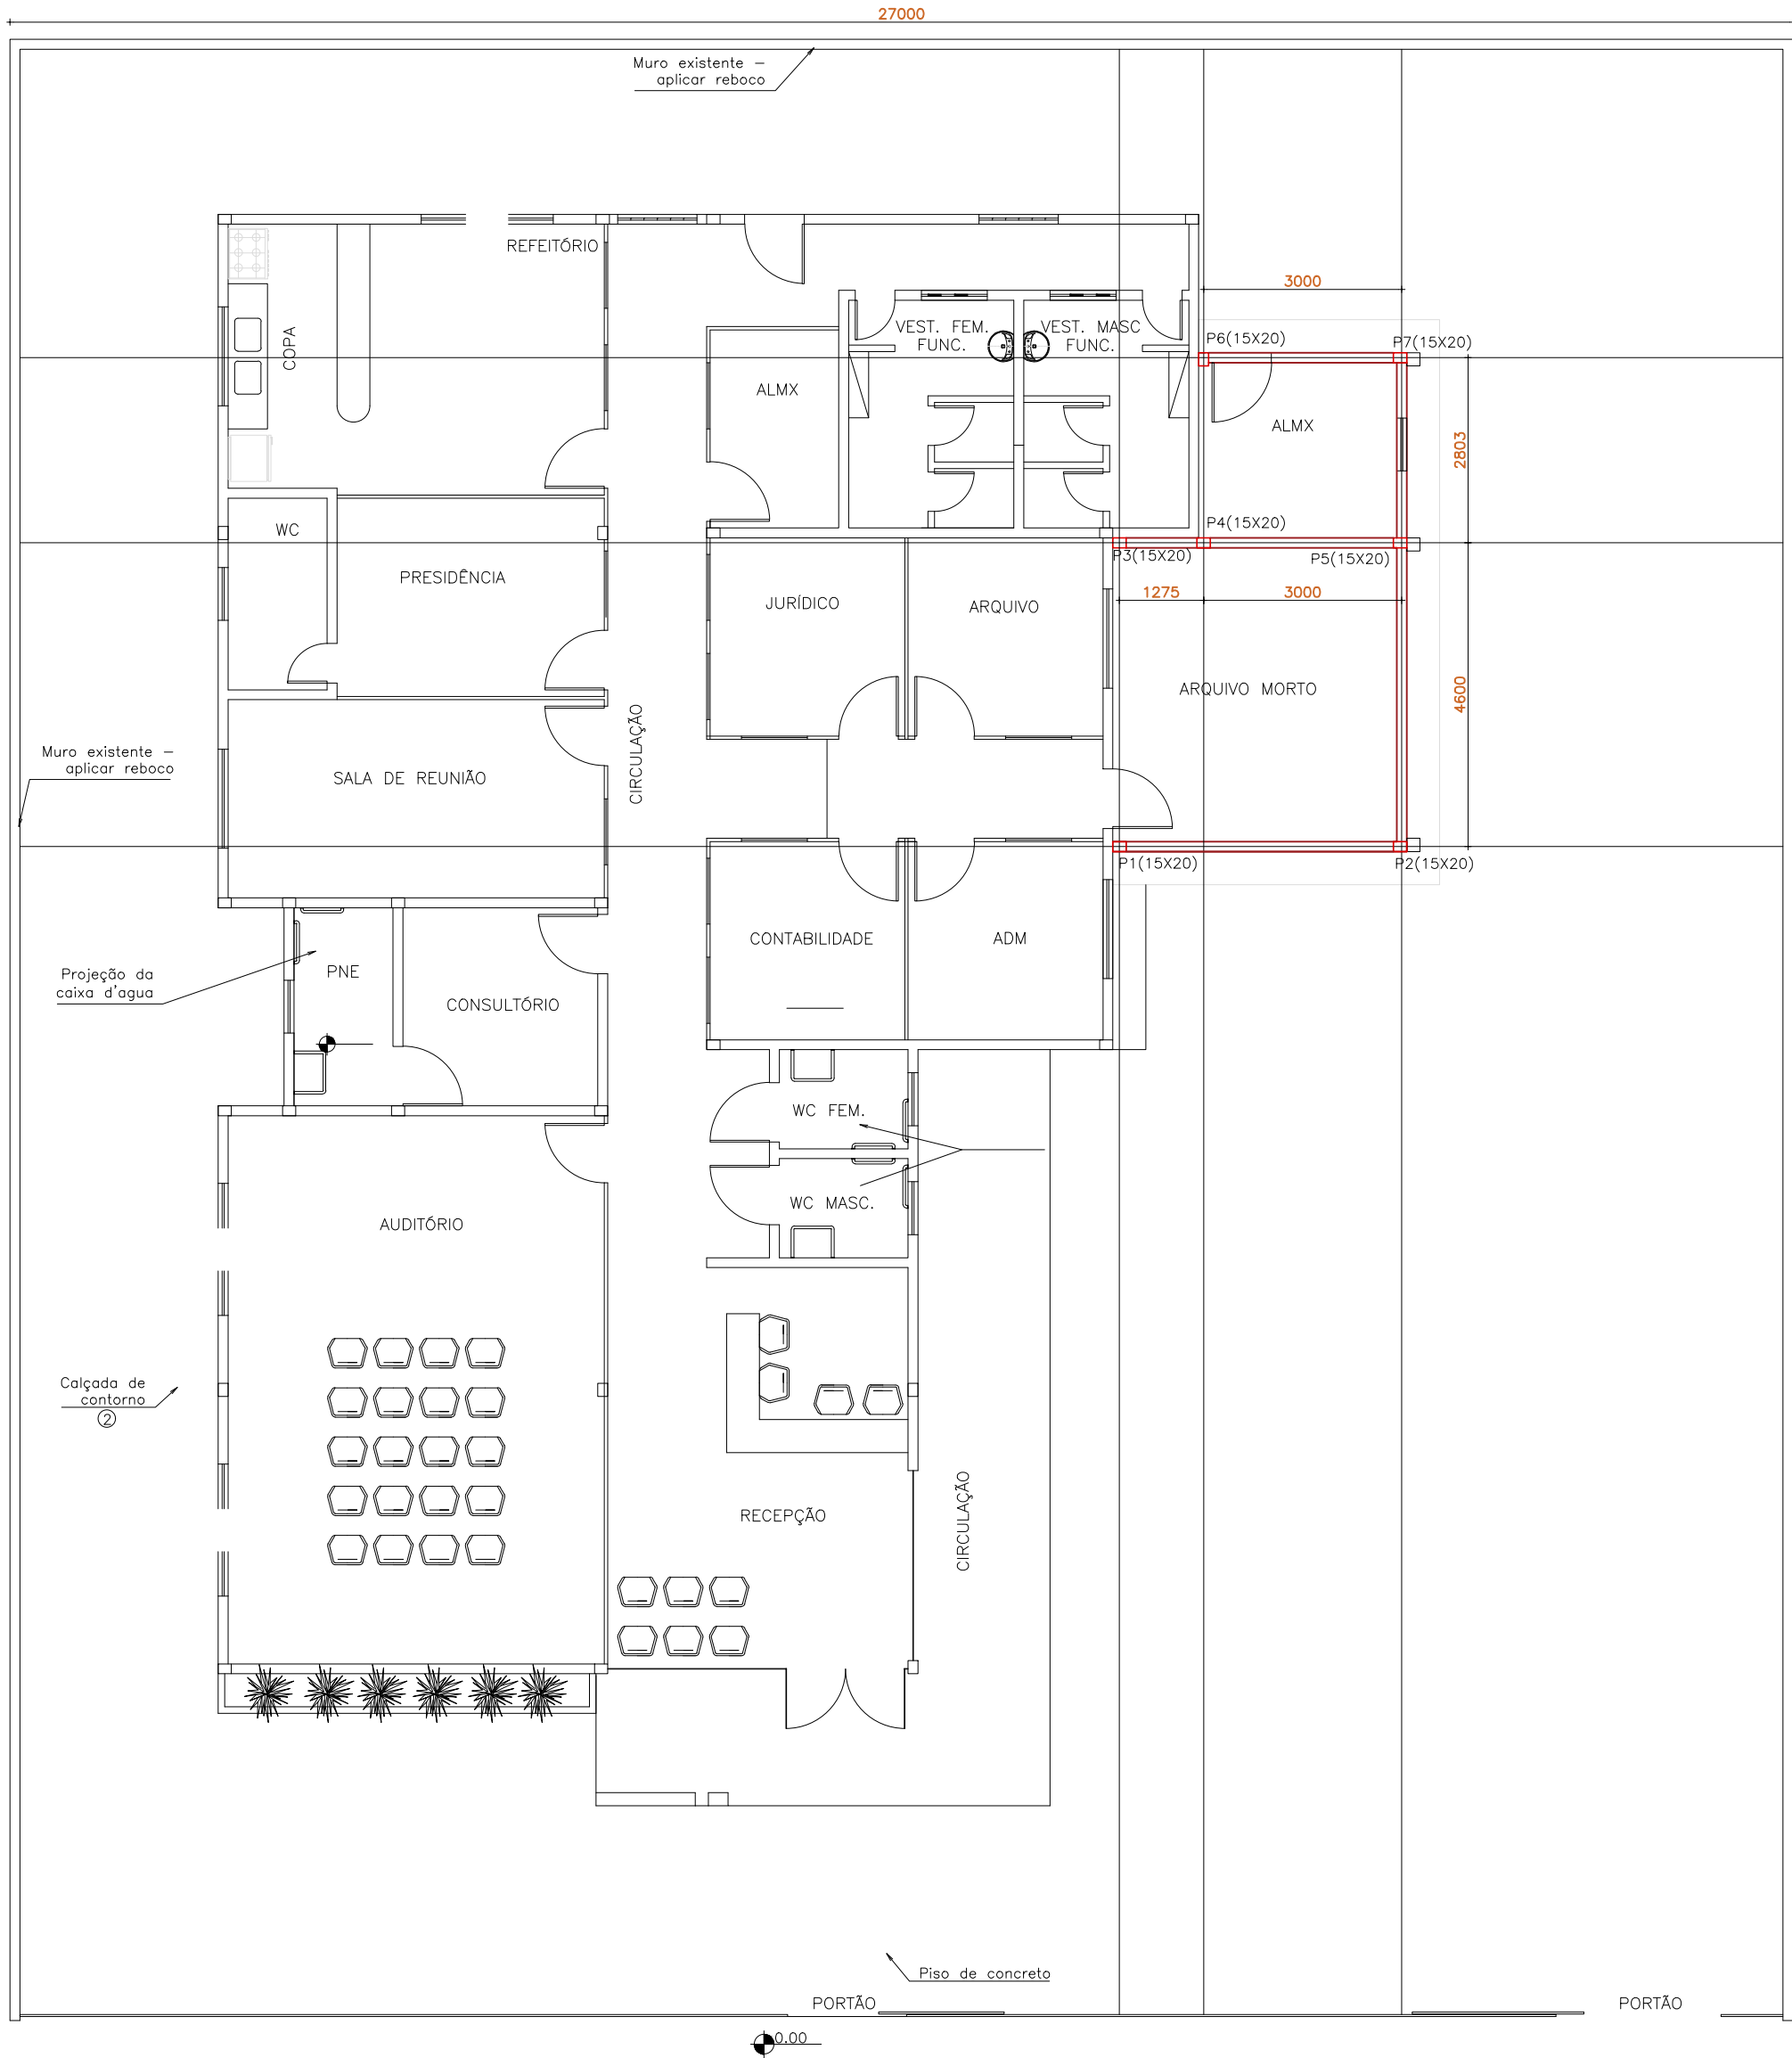 27000
Muro existente –
aplicar reboco
REFEITÓRIO
COPA
3000
VEST. FEM.
FUNC.
VEST. MASC
FUNC.
P6(15X20)
P7(15X20)
ALMX
ALMX
2803
WC
P4(15X20)
P3(15X20)
P5(15X20)
PRESIDÊNCIA
JURÍDICO
ARQUIVO
1275
3000
ARQUIVO MORTO
4600
CIRCULAÇÃO
Muro existente –
aplicar reboco
SALA DE REUNIÃO
P1(15X20)
P2(15X20)
CONTABILIDADE
ADM
Projeção da
caixa d'agua
PNE
CONSULTÓRIO
WC FEM.
WC MASC.
AUDITÓRIO
Calçada de
contorno
2
RECEPÇÃO
CIRCULAÇÃO
Piso de concreto
PORTÃO
PORTÃO
0.00